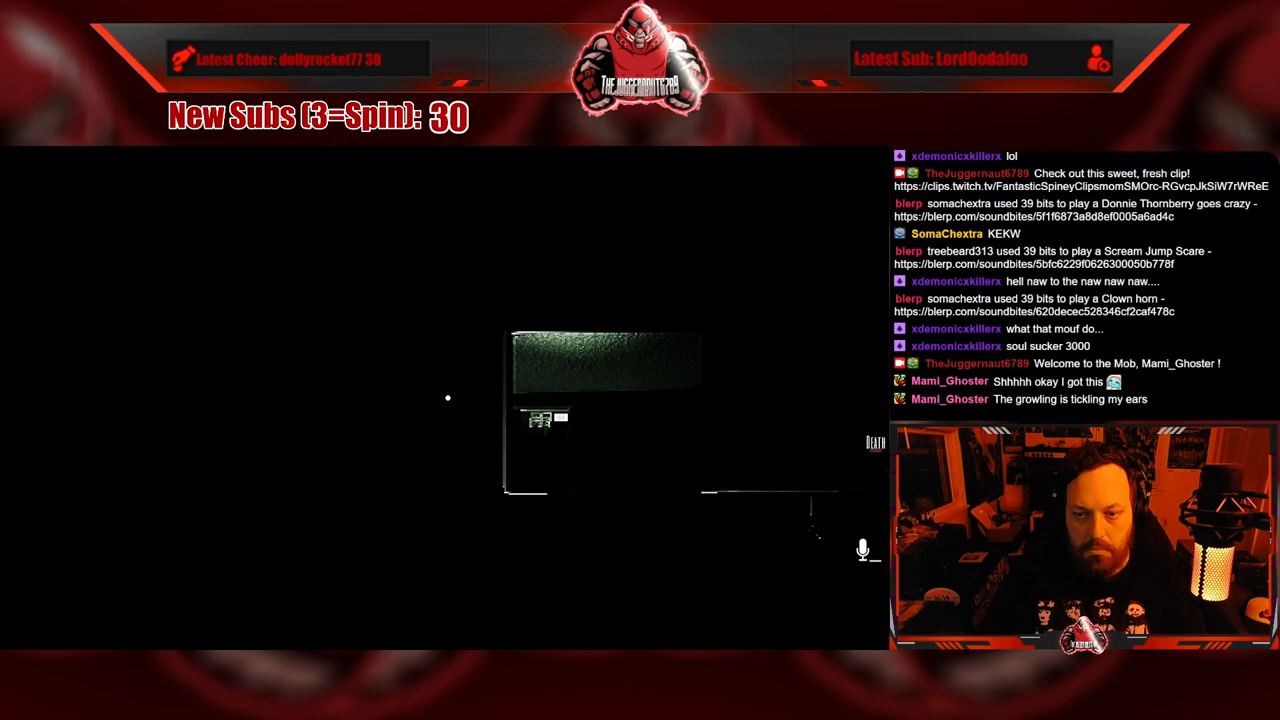 Latest Cheer: dollyrocket77 30
THEJUGGERNAUT6789
Latest Sub: LordOodaloo
New Subs (3=Spin): 30
xdemonicxkillerx lol
TheJuggernaut6789 Check out this sweet, fresh clip!
https://clips.twitch.tv/FantasticSpineyClipsmomSMOrc-RGvcpJkSiW7rWReE
blerp somachextra used 39 bits to play a Donnie Thornberry goes crazy -
https://blerp.com/soundbites/5f1f6873a8d8ef0005a6ad4c
SomaChextra KEKW
blerp treebeard313 used 39 bits to play a Scream Jump Scare -
https://blerp.com/soundbites/5bfc6229f0626300050b778f
xdemonicxkillerx hell naw to the naw naw naw....
blerp somachextra used 39 bits to play a Clown horn -
https://blerp.com/soundbites/620decec528346cf2caf478c
xdemonicxkillerx what that mouf do...
xdemonicxkillerx soul sucker 3000
TheJuggernaut6789 Welcome to the Mob, Mami_Ghoster !
Mami_Ghoster Shhhhh okay I got this
Mami_Ghoster The growling is tickling my ears
DEATH